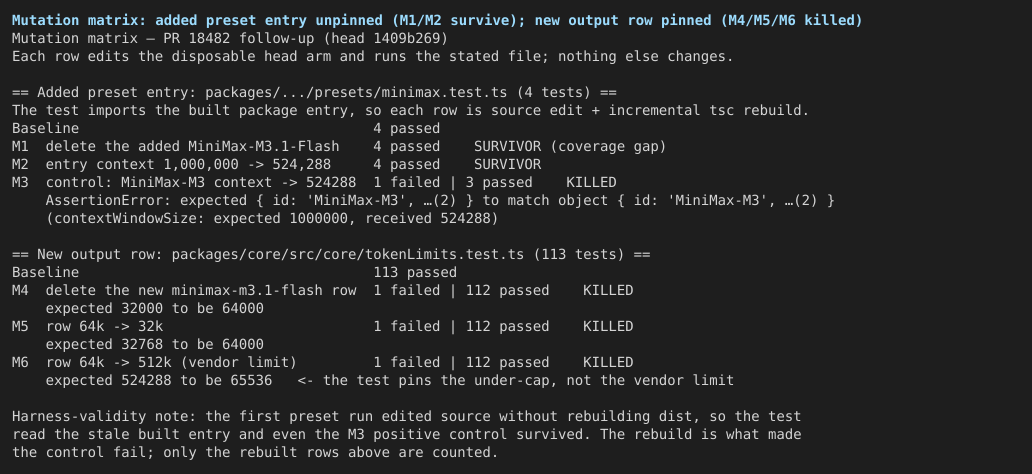 Mutation matrix: added preset entry unpinned (M1/M2 survive); new output row pinned (M4/M5/M6 killed)
Mutation matrix — PR 18482 follow-up (head 1409b269)
Each row edits the disposable head arm and runs the stated file; nothing else changes.
== Added preset entry: packages/.../presets/minimax.test.ts (4 tests) ==
The test imports the built package entry, so each row is source edit + incremental tsc rebuild.
Baseline 4 passed
M1 delete the added MiniMax-M3.1-Flash 4 passed SURVIVOR (coverage gap)
M2 entry context 1,000,000 -> 524,288 4 passed SURVIVOR
M3 control: MiniMax-M3 context -> 524288 1 failed | 3 passed KILLED
AssertionError: expected { id: 'MiniMax-M3', …(2) } to match object { id: 'MiniMax-M3', …(2) }
(contextWindowSize: expected 1000000, received 524288)
== New output row: packages/core/src/core/tokenLimits.test.ts (113 tests) ==
Baseline 113 passed
M4 delete the new minimax-m3.1-flash row 1 failed | 112 passed KILLED
expected 32000 to be 64000
M5 row 64k -> 32k 1 failed | 112 passed KILLED
expected 32768 to be 64000
M6 row 64k -> 512k (vendor limit) 1 failed | 112 passed KILLED
expected 524288 to be 65536 <- the test pins the under-cap, not the vendor limit
Harness-validity note: the first preset run edited source without rebuilding dist, so the test
read the stale built entry and even the M3 positive control survived. The rebuild is what made
the control fail; only the rebuilt rows above are counted.